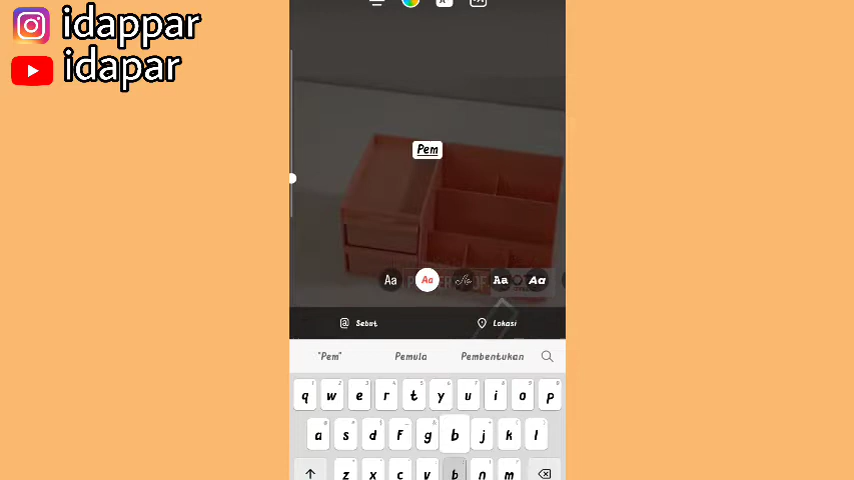 idappar
idapar
Pem
Aa Aa Aa Aa
Sebut Lokasi
"Pem" Pemula Pembentukan
q w e r t y u i o p
a s d f g b j k l
z x c v b n m